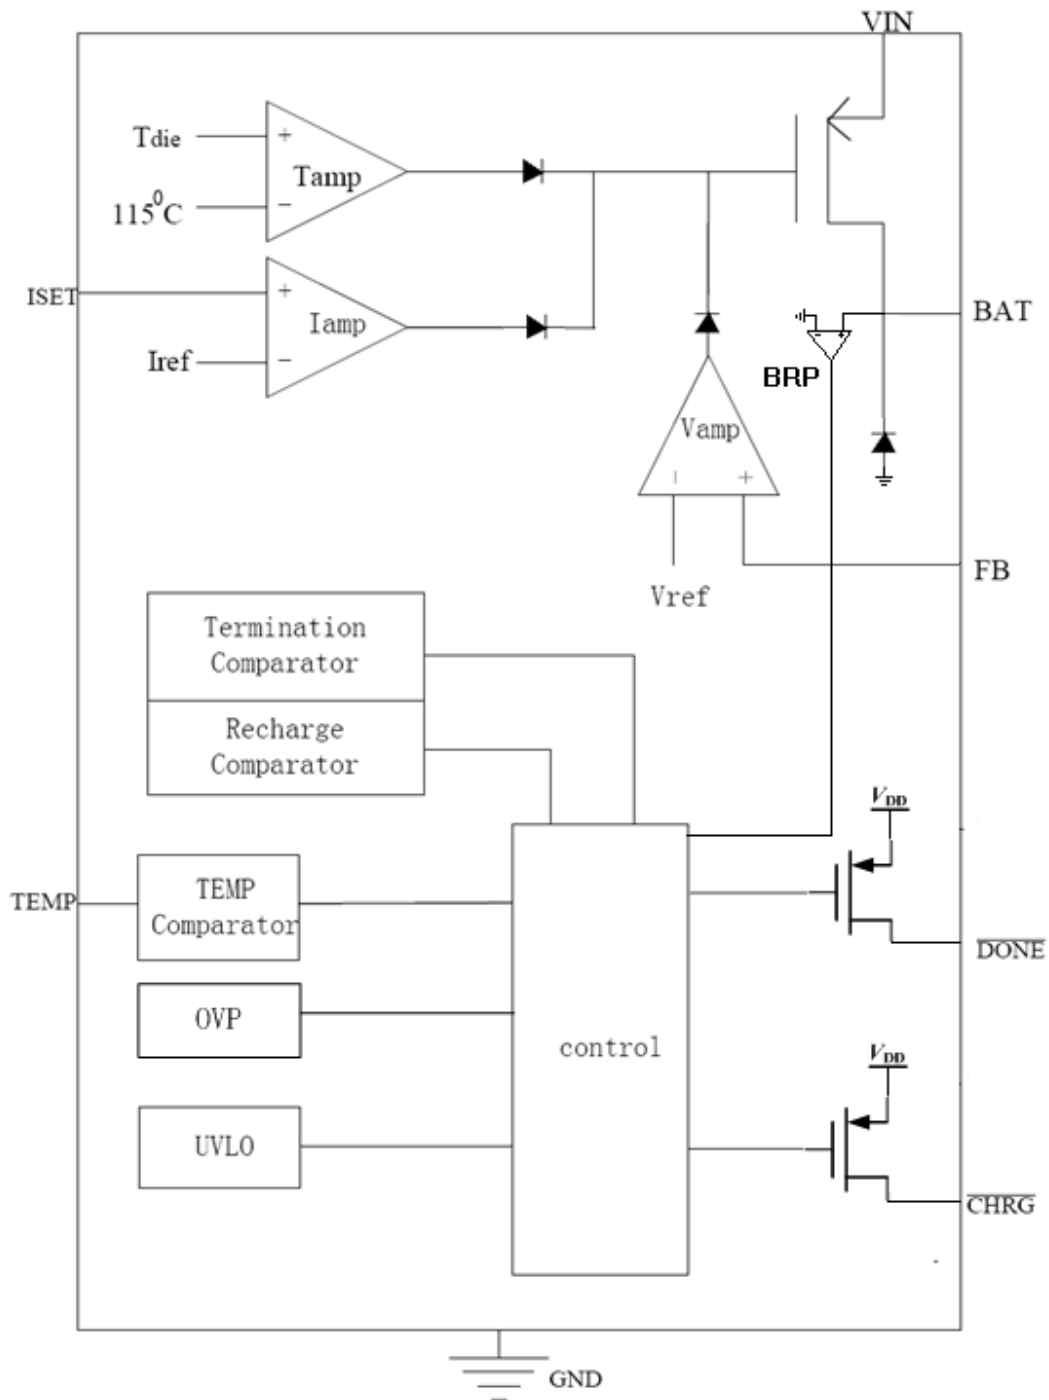 VIN
Tdie
+
Tamp
115⁰C
−
ISET
+
Iamp
Iref
−
BAT
- +
BRP
Vamp
− +
FB
Vref
Termination
Comparator
Recharge
Comparator
VDD
TEMP
TEMP
Comparator
DONE
OVP
control
VDD
UVLO
CHRG
GND